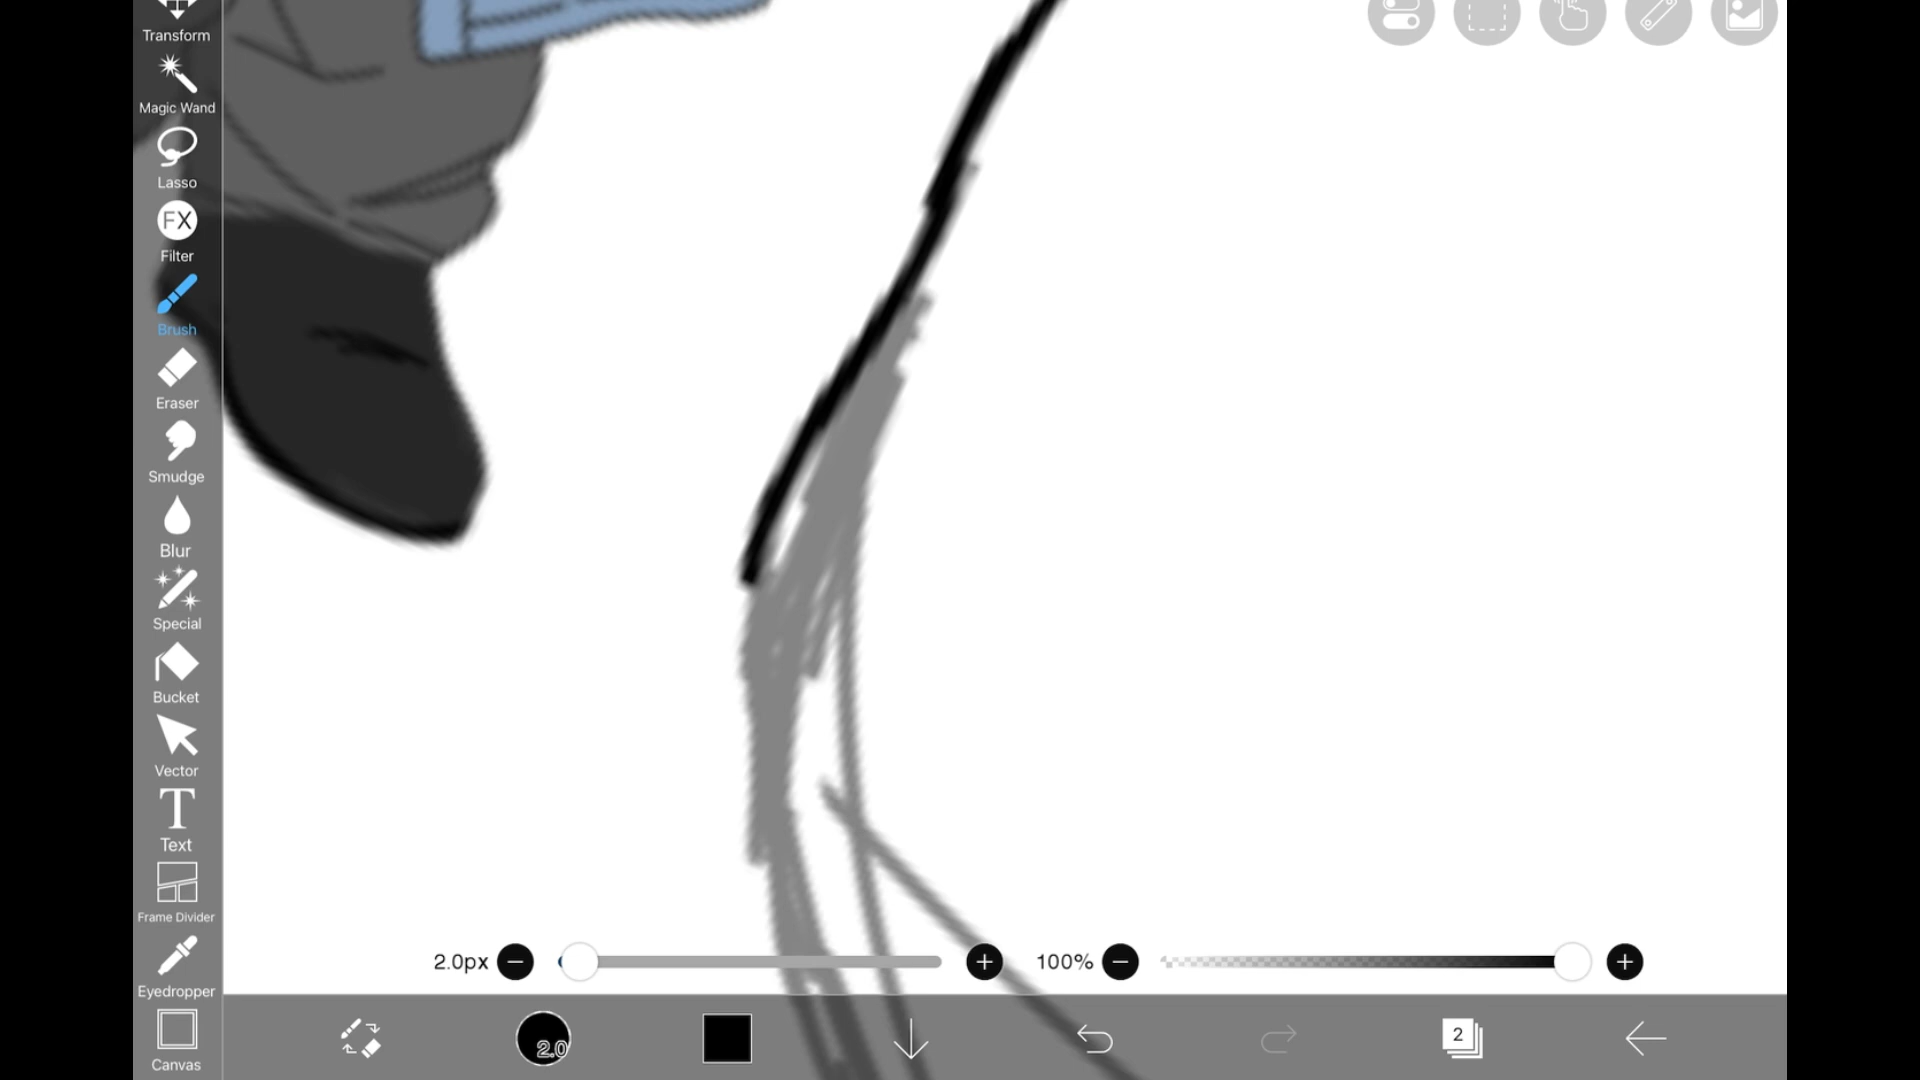 Transform
Magic Wand
Lasso
FX
Filter
Brush
Eraser
Smudge
Blur
Special
Bucket
Vector
T
Text
Frame Divider
Eyedropper
Canvas
2.0px
100%
2.0
2